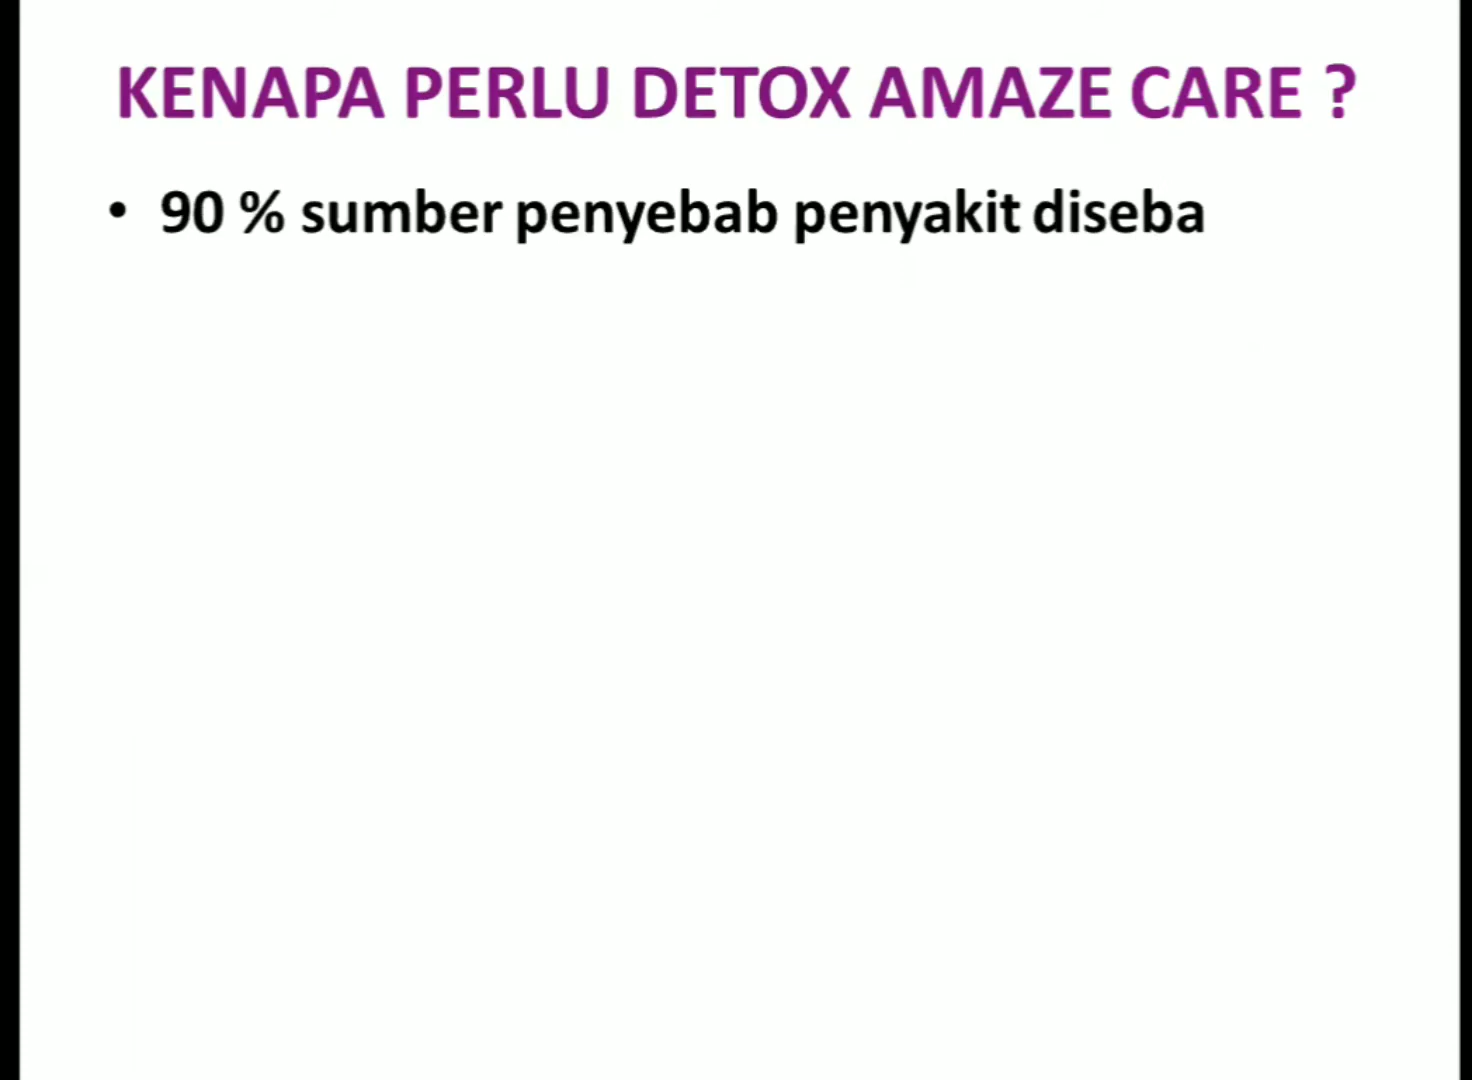 KENAPA PERLU DETOX AMAZE CARE ?
• 90 % sumber penyebab penyakit diseba